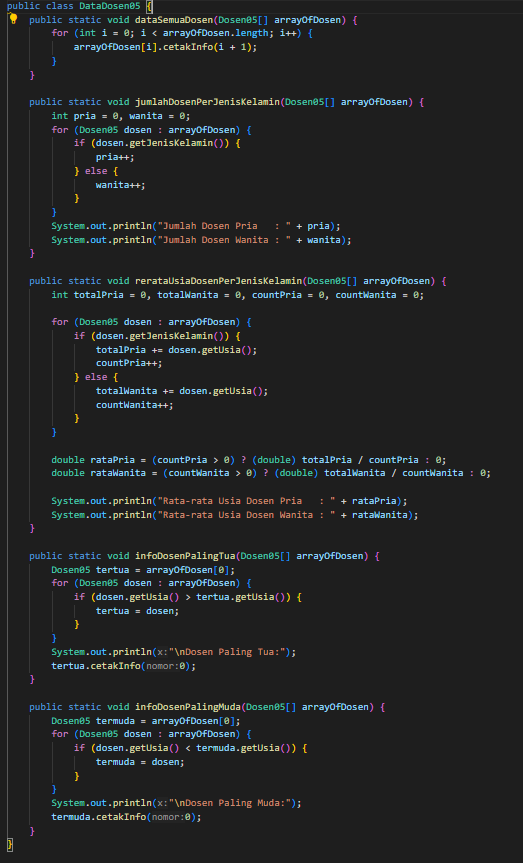 public class DataDosen05 {
    public static void dataSemuaDosen(Dosen05[] arrayOfDosen) {
        for (int i = 0; i < arrayOfDosen.length; i++) {
            arrayOfDosen[i].cetakInfo(i + 1);
        }
    }

    public static void jumlahDosenPerJenisKelamin(Dosen05[] arrayOfDosen) {
        int pria = 0, wanita = 0;
        for (Dosen05 dosen : arrayOfDosen) {
            if (dosen.getJenisKelamin()) {
                pria++;
            } else {
                wanita++;
            }
        }
        System.out.println("Jumlah Dosen Pria   : " + pria);
        System.out.println("Jumlah Dosen Wanita : " + wanita);
    }

    public static void rerataUsiaDosenPerJenisKelamin(Dosen05[] arrayOfDosen) {
        int totalPria = 0, totalWanita = 0, countPria = 0, countWanita = 0;

        for (Dosen05 dosen : arrayOfDosen) {
            if (dosen.getJenisKelamin()) {
                totalPria += dosen.getUsia();
                countPria++;
            } else {
                totalWanita += dosen.getUsia();
                countWanita++;
            }
        }

        double rataPria = (countPria > 0) ? (double) totalPria / countPria : 0;
        double rataWanita = (countWanita > 0) ? (double) totalWanita / countWanita : 0;

        System.out.println("Rata-rata Usia Dosen Pria   : " + rataPria);
        System.out.println("Rata-rata Usia Dosen Wanita : " + rataWanita);
    }

    public static void infoDosenPalingTua(Dosen05[] arrayOfDosen) {
        Dosen05 tertua = arrayOfDosen[0];
        for (Dosen05 dosen : arrayOfDosen) {
            if (dosen.getUsia() > tertua.getUsia()) {
                tertua = dosen;
            }
        }
        System.out.println(x:"\nDosen Paling Tua:");
        tertua.cetakInfo(nomor:0);
    }

    public static void infoDosenPalingMuda(Dosen05[] arrayOfDosen) {
        Dosen05 termuda = arrayOfDosen[0];
        for (Dosen05 dosen : arrayOfDosen) {
            if (dosen.getUsia() < termuda.getUsia()) {
                termuda = dosen;
            }
        }
        System.out.println(x:"\nDosen Paling Muda:");
        termuda.cetakInfo(nomor:0);
    }
}